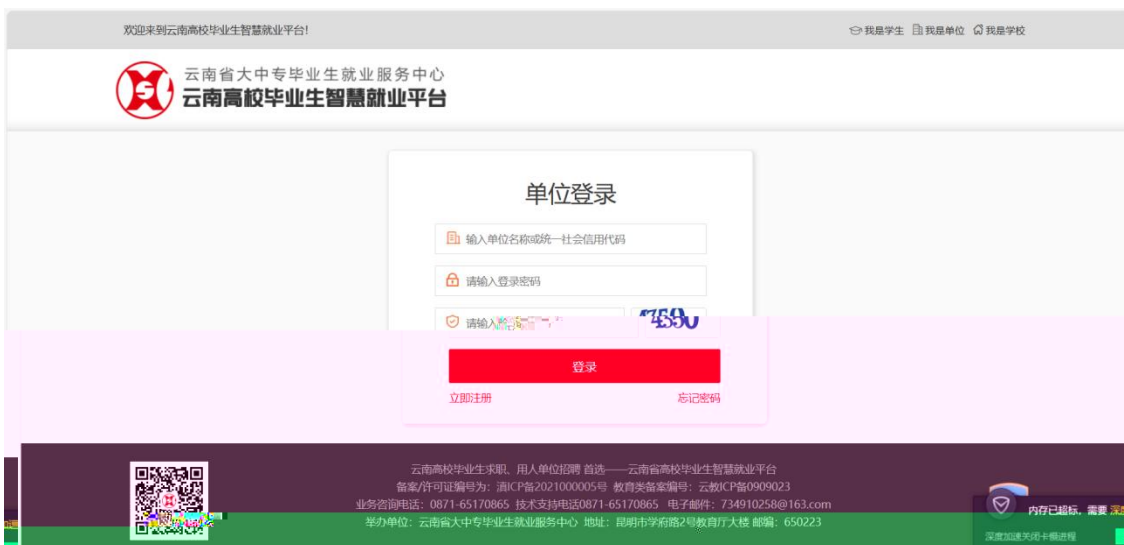 欢迎来到云南高校毕业生智慧就业平台!
我是学生 我是单位 我是学校
云南省大中专毕业生就业服务中心
云南高校毕业生智慧就业平台
单位登录
输入单位名称或统一社会信用代码
请输入登录密码
请输入
登录
立即注册 忘记密码
云南高校毕业生求职、用人单位招聘 首选——云南省高校毕业生智慧就业平台
备案/许可证编号为：滇ICP备2021000005号 教育类备案编号：云教ICP备0909023
业务咨询电话：0871-65170865 技术支持电话0871-65170865 电子邮件：734910258@163.com
举办单位：云南省大中专毕业生就业服务中心 地址：昆明市学府路2号教育厅大楼 邮编：650223
内存已超标，需要
深度加速关闭卡慢进程